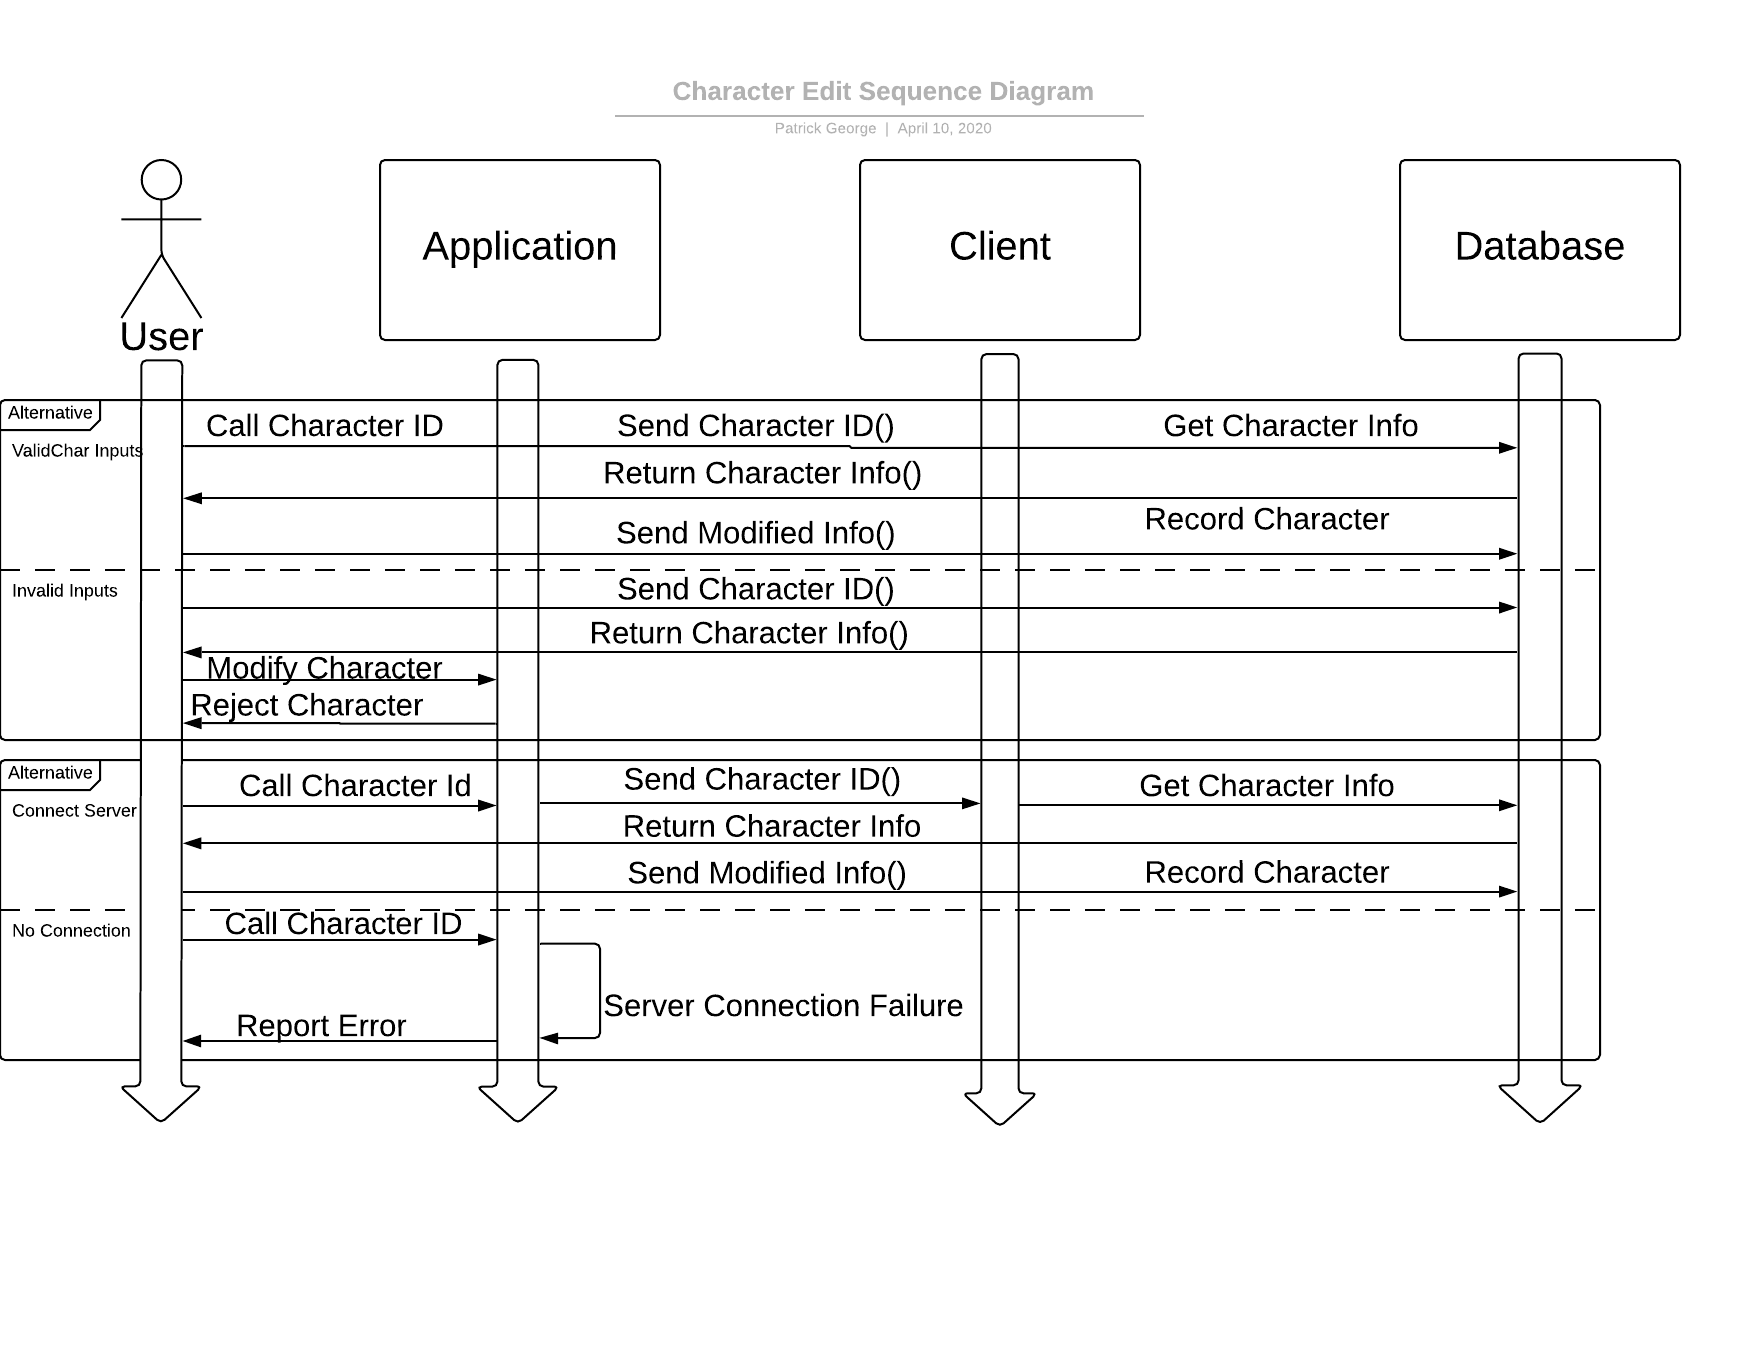 Character Edit Sequence Diagram
Patrick George | April 10, 2020
User
Application
Client
Database
Alternative
ValidChar Inputs
Call Character ID
Send Character ID()
Get Character Info
Return Character Info()
Send Modified Info()
Record Character
Invalid Inputs
Send Character ID()
Return Character Info()
Modify Character
Reject Character
Alternative
Connect Server
Call Character Id
Send Character ID()
Get Character Info
Return Character Info
Send Modified Info()
Record Character
No Connection
Call Character ID
Server Connection Failure
Report Error